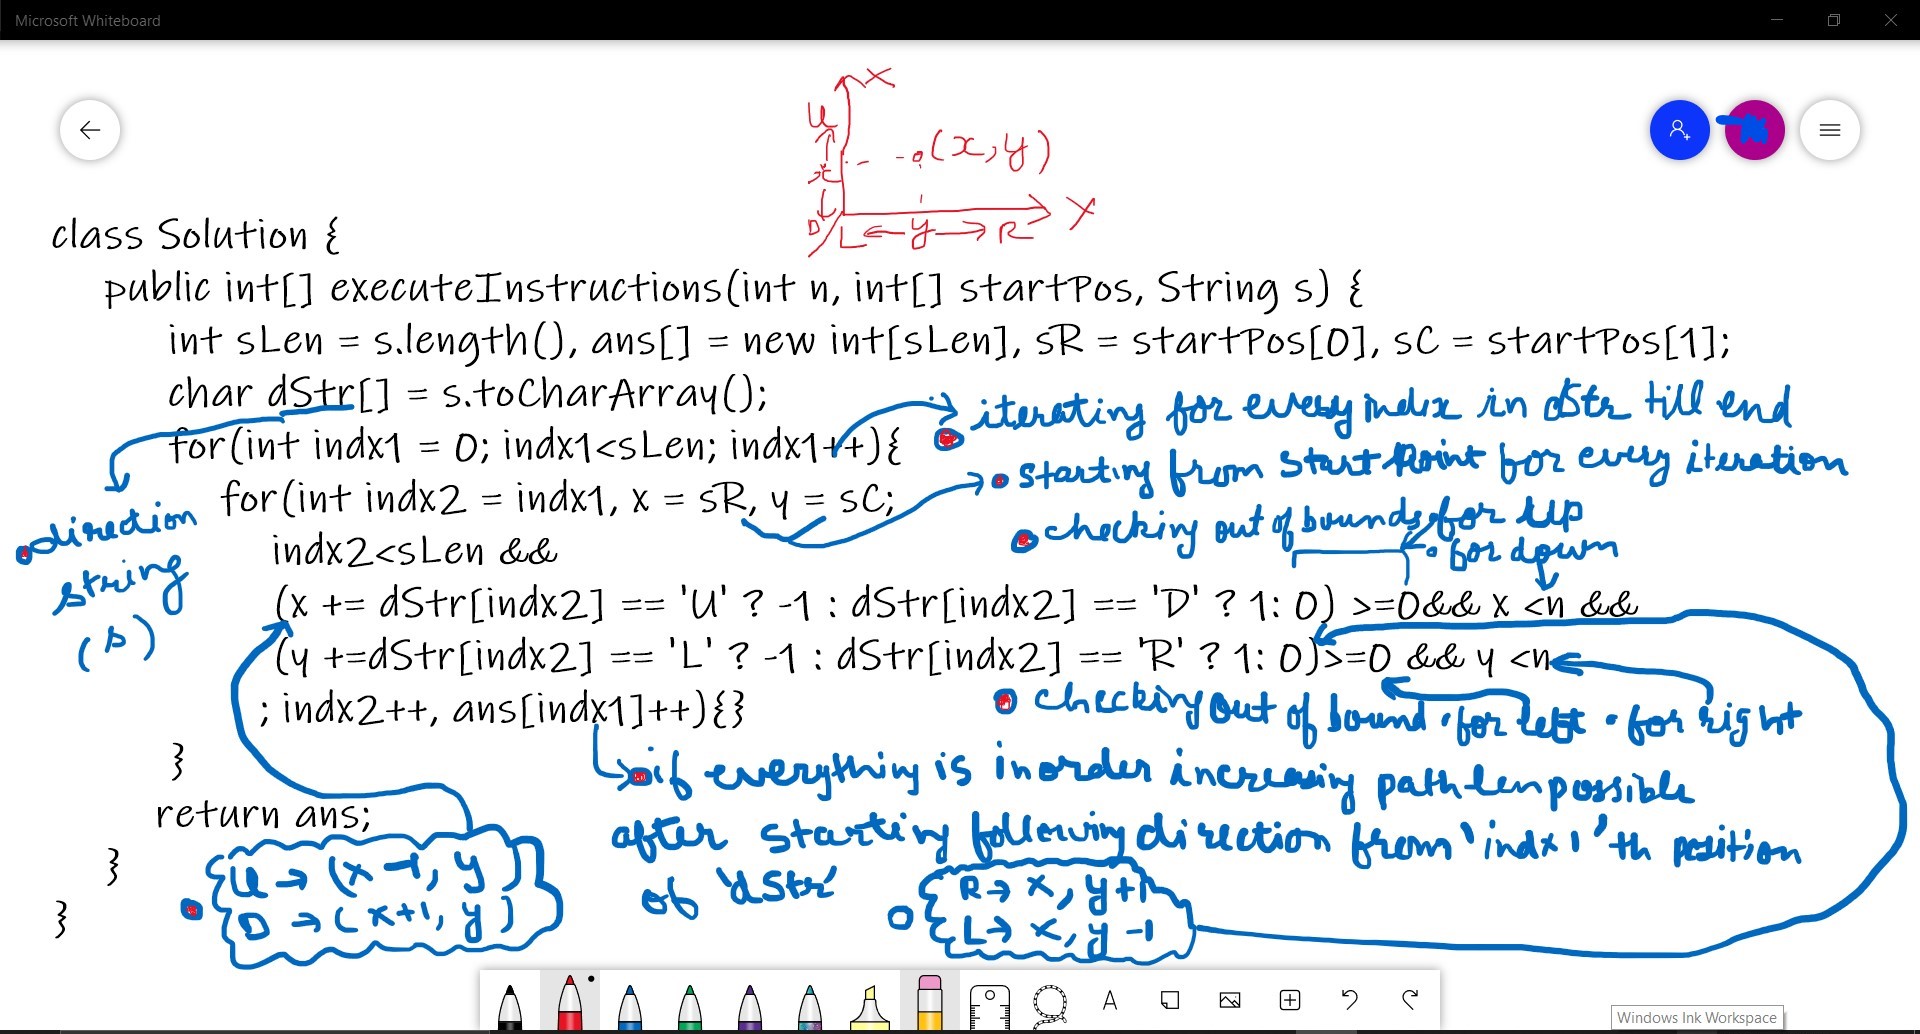 Microsoft Whiteboard
X
U
x
D
(x,y)
L ← y → R
Y
class Solution {
public int[] executeInstructions(int n, int[] startPos, String s) {
int sLen = s.length(), ans[] = new int[sLen], sR = startPos[0], sC = startPos[1];
char dStr[] = s.toCharArray();
iterating for every index in dStr till end
for(int indx1 = 0; indx1<sLen; indx1++){
starting from start Point for every iteration
for(int indx2 = indx1, x = sR, y = sC;
direction
string
(s)
checking out of bounds for Up
• for down
indx2<sLen &&
(x += dStr[indx2] == 'U' ? -1 : dStr[indx2] == 'D' ? 1: 0) >=0&& x <n &&
(y +=dStr[indx2] == 'L' ? -1 : dStr[indx2] == 'R' ? 1: 0)>=0 && y <n
; indx2++, ans[indx1]++){}
checking out of bound • for left • for right
}
if everything is in order increasing path len possible
after starting following direction from 'indx1'th position
of 'dStr'
return ans;
}
}
{U → (x-1, y)
{D → (x+1, y)
{R → x, y+1
{L → x, y-1
A
Windows Ink Workspace